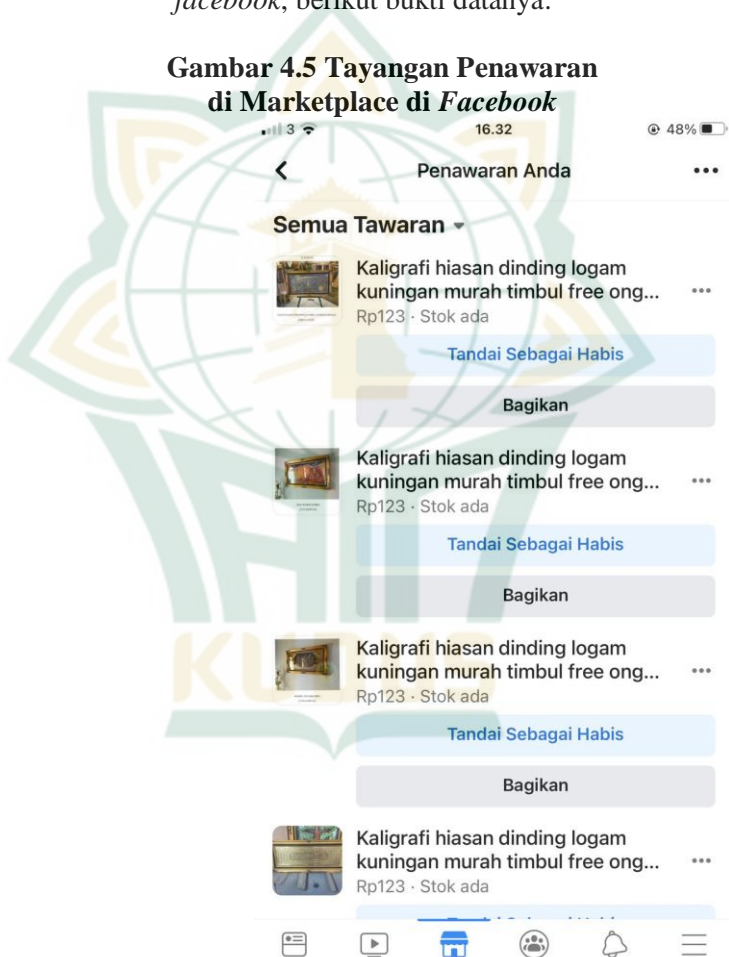 facebook, berikut bukti datanya:
Gambar 4.5 Tayangan Penawaran
di Marketplace di Facebook
3
16.32
48%
Penawaran Anda
Semua Tawaran
Kaligrafi hiasan dinding logam
kuningan murah timbul free ong...
Rp123 · Stok ada
Tandai Sebagai Habis
Bagikan
Kaligrafi hiasan dinding logam
kuningan murah timbul free ong...
Rp123 · Stok ada
Tandai Sebagai Habis
Bagikan
Kaligrafi hiasan dinding logam
kuningan murah timbul free ong...
Rp123 · Stok ada
Tandai Sebagai Habis
Bagikan
Kaligrafi hiasan dinding logam
kuningan murah timbul free ong...
Rp123 · Stok ada
KUDUS